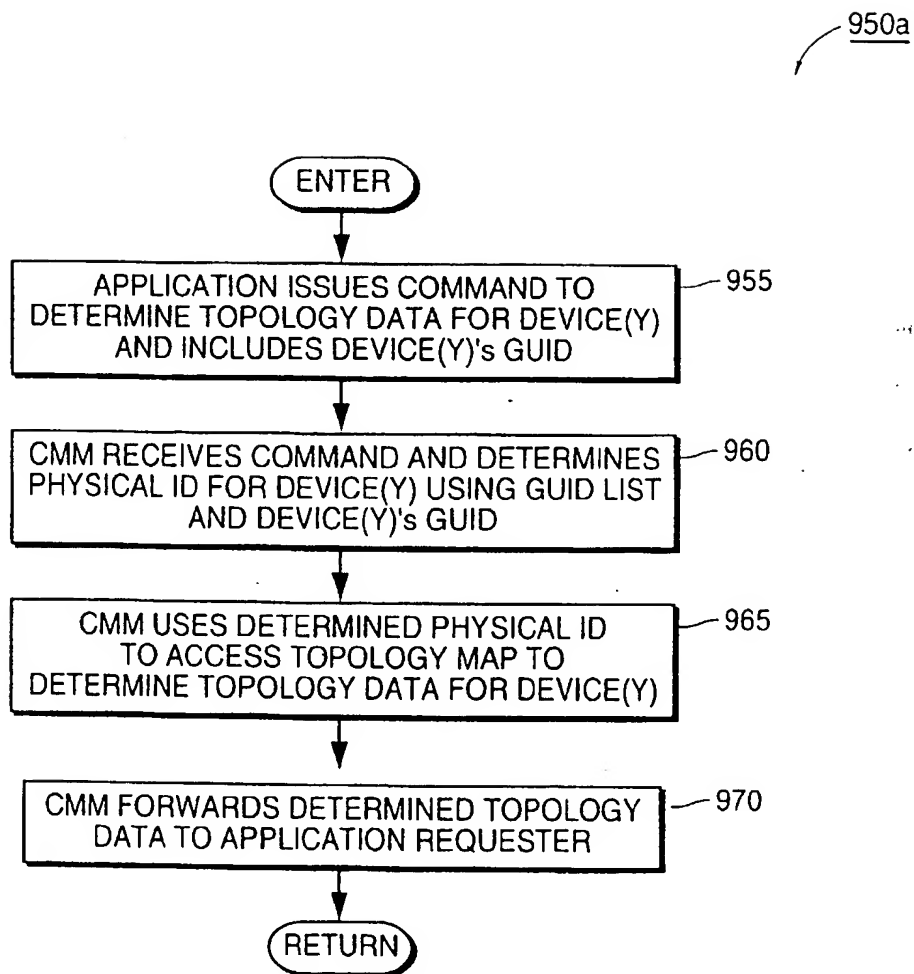 950a
ENTER
APPLICATION ISSUES COMMAND TO
DETERMINE TOPOLOGY DATA FOR DEVICE(Y)
AND INCLUDES DEVICE(Y)'s GUID
955
CMM RECEIVES COMMAND AND DETERMINES
PHYSICAL ID FOR DEVICE(Y) USING GUID LIST
AND DEVICE(Y)'s GUID
960
CMM USES DETERMINED PHYSICAL ID
TO ACCESS TOPOLOGY MAP TO
DETERMINE TOPOLOGY DATA FOR DEVICE(Y)
965
CMM FORWARDS DETERMINED TOPOLOGY
DATA TO APPLICATION REQUESTER
970
RETURN